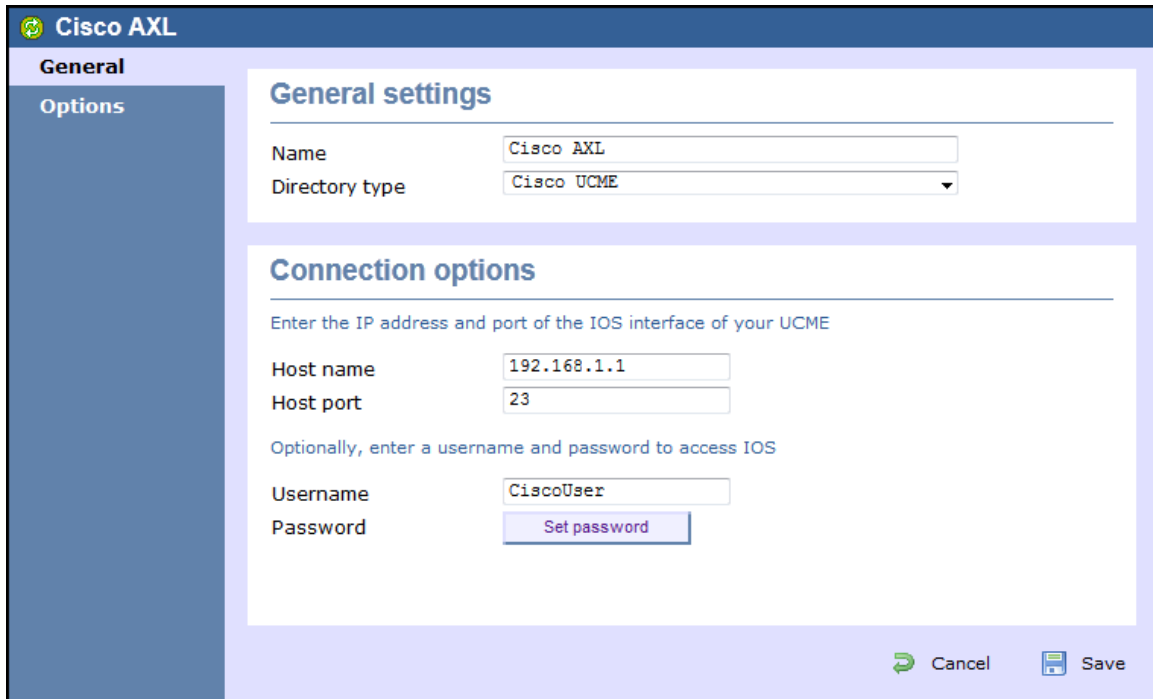 Cisco AXL
General
Options
General settings
Name Cisco AXL
Directory type Cisco UCME
Connection options
Enter the IP address and port of the IOS interface of your UCME
Host name 192.168.1.1
Host port 23
Optionally, enter a username and password to access IOS
Username CiscoUser
Password Set password
Cancel Save